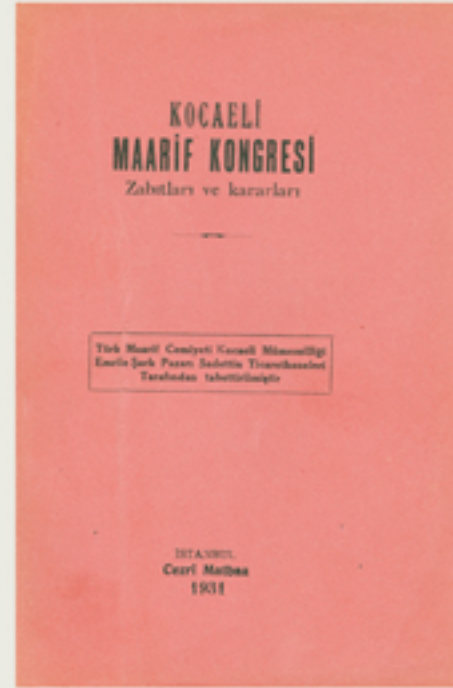 KOCAELİ
MAARİF KONGRESİ
Zabıtları ve kararları
Türk Maarif Cemiyeti Kocaeli Mümessilliği
Emrile Şark Pazarı Sadettin Ticarethanesi
Tarafından tabettirilmiştir
İSTANBUL
Cezri Matbaa
1931